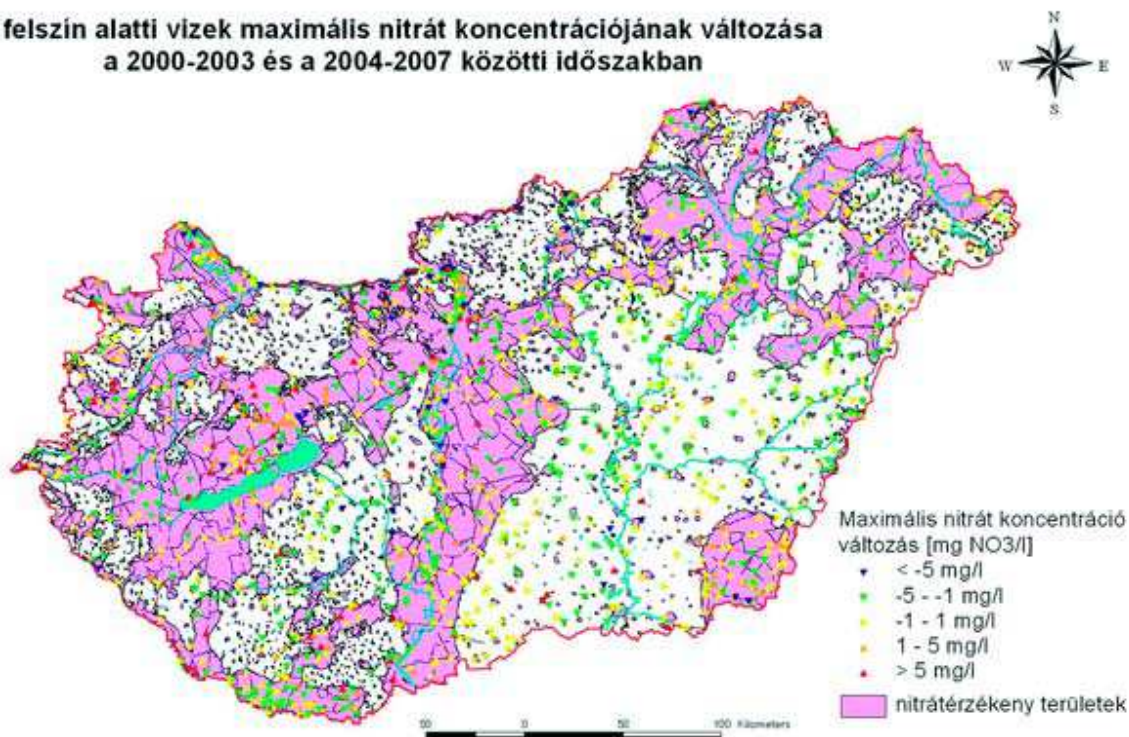 felszín alatti vizek maximális nitrát koncentrációjának változása
a 2000-2003 és a 2004-2007 közötti időszakban
N
W E
S
Maximális nitrát koncentráció
változás [mg NO3/l]
< -5 mg/l
-5 - -1 mg/l
-1 - 1 mg/l
1 - 5 mg/l
> 5 mg/l
nitrátérzékeny területek
50 0 50 100 Kilometers